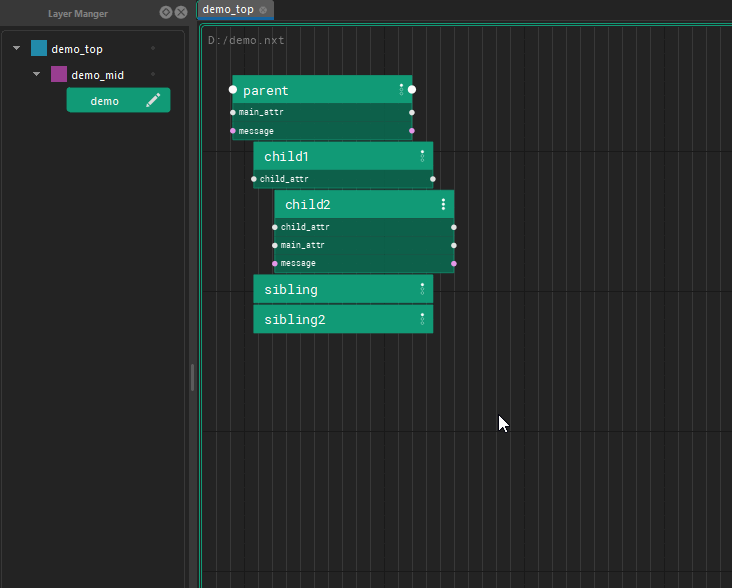 Layer Manger
demo_top
demo_mid
demo
demo_top
D:/demo.nxt
parent
main_attr
message
child1
child_attr
child2
child_attr
main_attr
message
sibling
sibling2